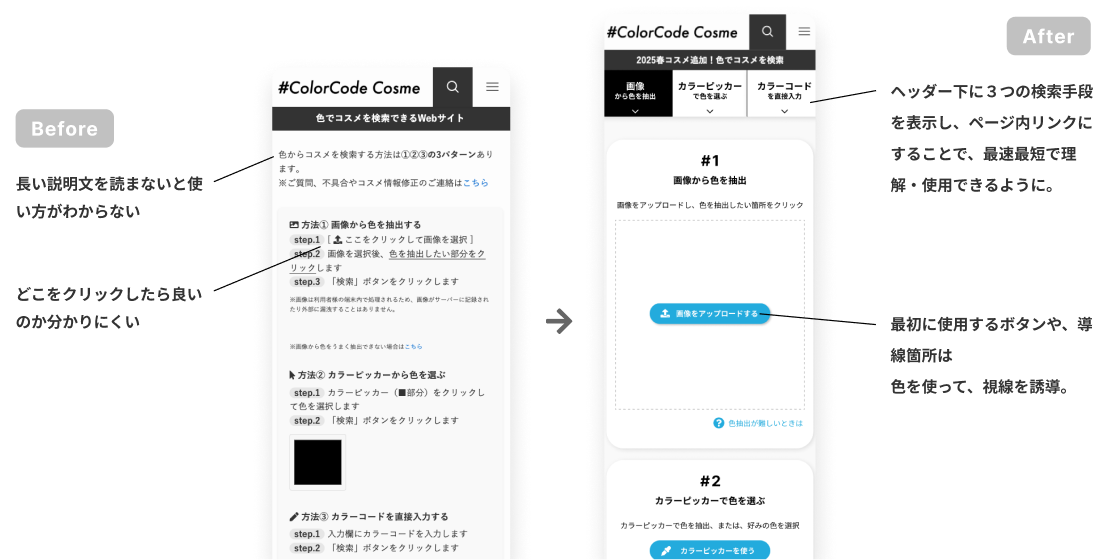 Before
長い説明文を読まないと使
い方がわからない
どこをクリックしたら良い
のか分かりにくい
#ColorCode Cosme
色でコスメを検索できるWebサイト
色からコスメを検索する方法は①②③の3パターンあり
ます。
※ご質問、不具合やコスメ情報修正のご連絡はこちら
方法① 画像から色を抽出する
step.1 [ ここをクリックして画像を選択 ]
step.2 画像を選択後、色を抽出したい部分をク
リックします
step.3 「検索」ボタンをクリックします
※画像は利用者様の端末内で処理されるため、画像がサーバーに記録され
たり外部に漏洩することはありません。
※画像から色をうまく抽出できない場合はこちら
方法② カラーピッカーから色を選ぶ
step.1 カラーピッカー（■部分）をクリックし
て色を選択します
step.2 「検索」ボタンをクリックします
方法③ カラーコードを直接入力する
step.1 入力欄にカラーコードを入力します
step.2 「検索」ボタンをクリックします
#ColorCode Cosme
2025春コスメ追加！色でコスメを検索
画像
から色を抽出
カラーピッカー
で色を選ぶ
カラーコード
を直接入力
#1
画像から色を抽出
画像をアップロードし、色を抽出したい箇所をクリック
画像をアップロードする
? 色抽出が難しいときは
#2
カラーピッカーで色を選ぶ
カラーピッカーで色を抽出、または、好みの色を選択
カラーピッカーを使う
After
ヘッダー下に３つの検索手段
を表示し、ページ内リンクに
することで、最速最短で理
解・使用できるように。
最初に使用するボタンや、導
線箇所は
色を使って、視線を誘導。